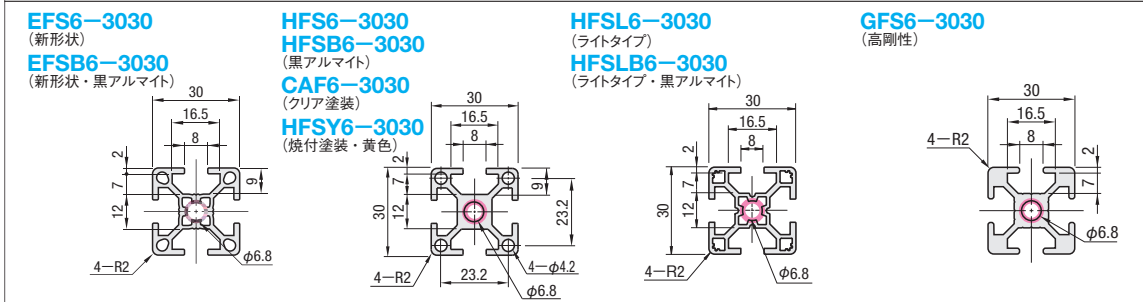 EFS6−3030
(新形状)
EFSB6−3030
(新形状・黒アルマイト)
30
16.5
8
2
7
12
9
4−R2
φ6.8
HFS6−3030
HFSB6−3030
(黒アルマイト)
CAF6−3030
(クリア塗装)
HFSY6−3030
(焼付塗装・黄色)
30
16.5
8
2
7
12
30
9
23.2
4−R2
23.2
4−φ4.2
φ6.8
HFSL6−3030
(ライトタイプ)
HFSLB6−3030
(ライトタイプ・黒アルマイト)
30
16.5
8
2
7
12
30
4−R2
φ6.8
GFS6−3030
(高剛性)
30
16.5
8
4−R2
2
7
φ6.8